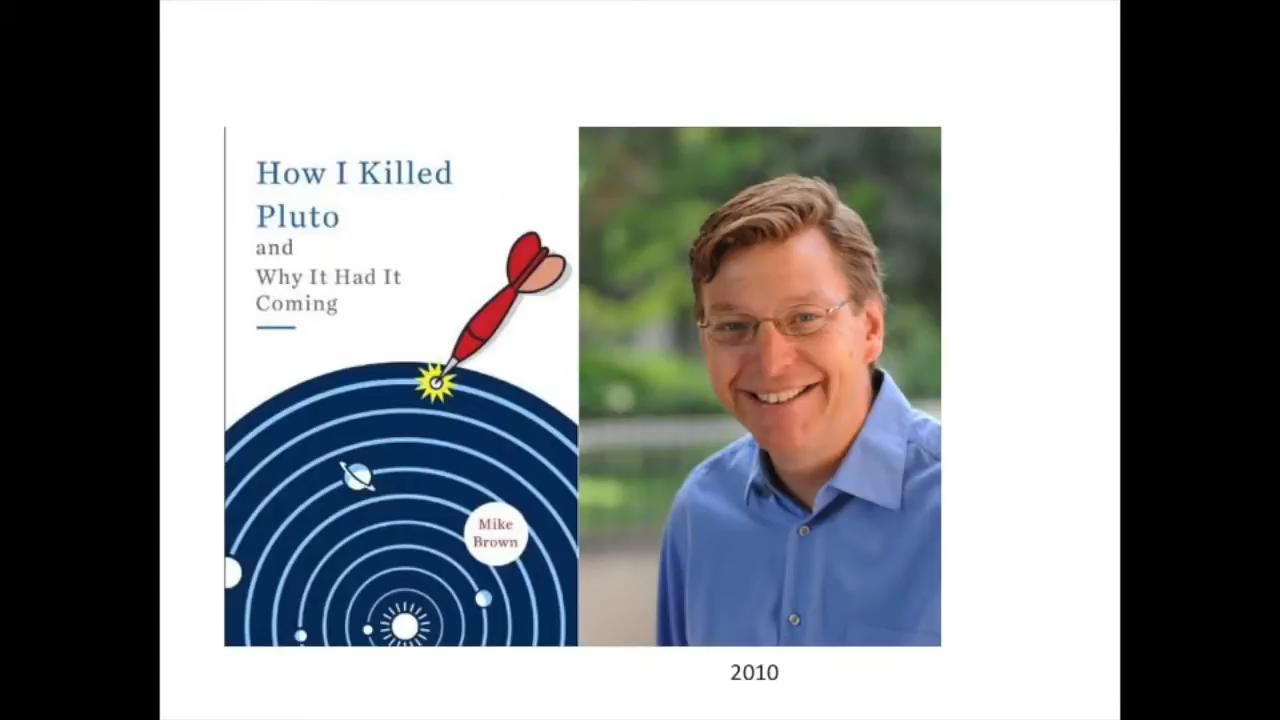 How I Killed
Pluto
and
Why It Had It
Coming
Mike
Brown
2010